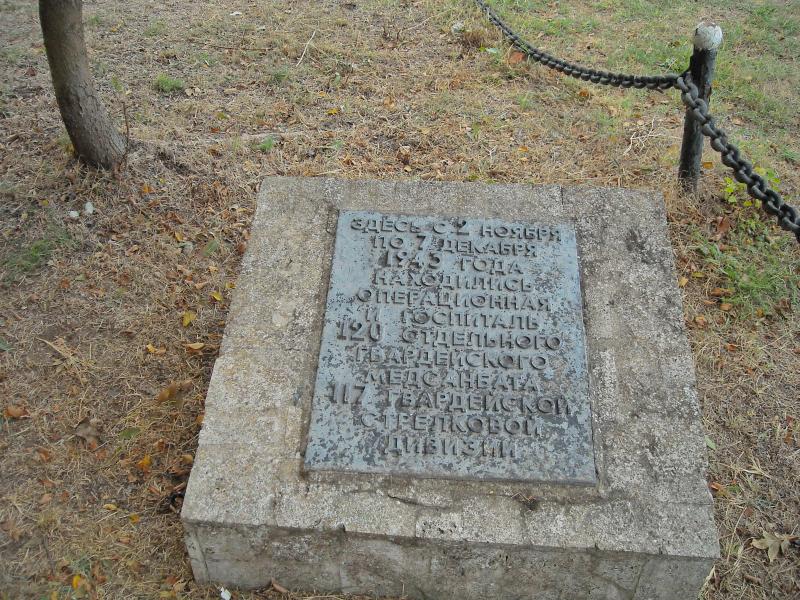 ЗДЕСЬ С 2 НОЯБРЯ
ПО 7 ДЕКАБРЯ
1943 ГОДА
НАХОДИЛИСЬ
ОПЕРАЦИОННАЯ
И ГОСПИТАЛЬ
120 ОТДЕЛЬНОГО
ГВАРДЕЙСКОГО
МЕДСАНБАТА
117 ГВАРДЕЙСКОЙ
СТРЕЛКОВОЙ
ДИВИЗИИ